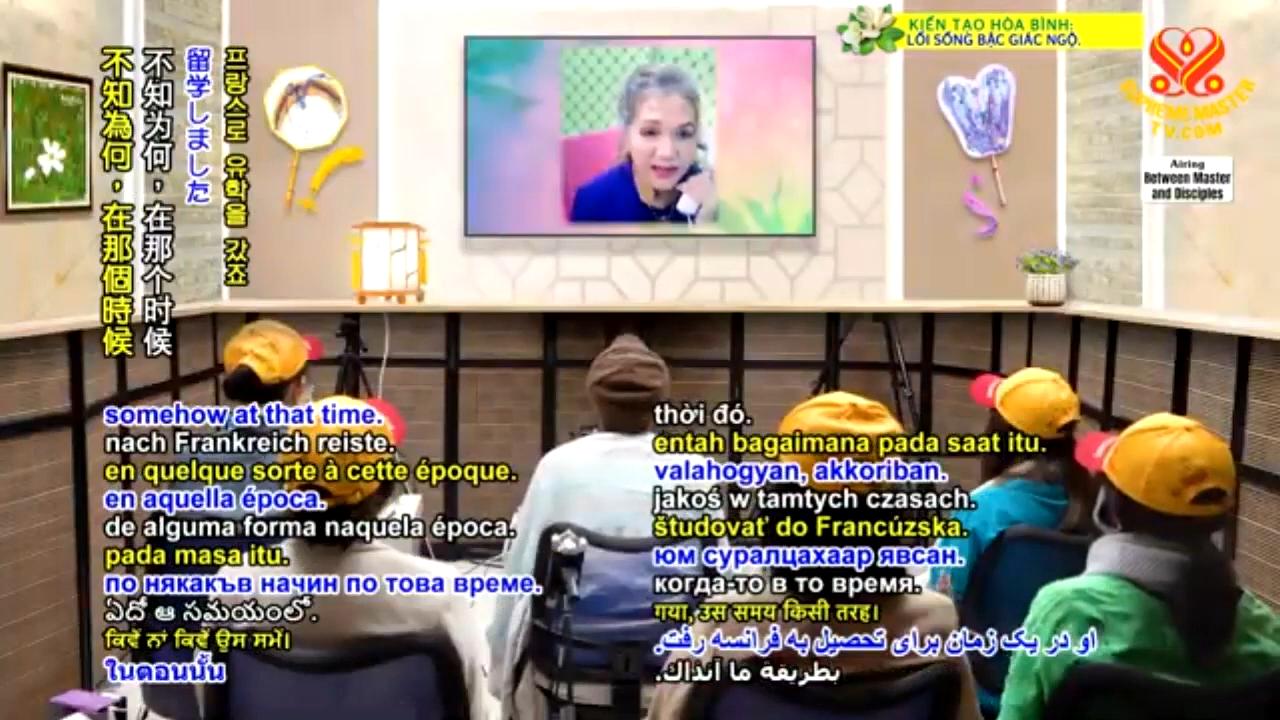 KIẾN TẠO HÒA BÌNH:
LỐI SỐNG BẬC GIÁC NGỘ.
SUPREME MASTER
TV.COM
Airing
Between Master
and Disciples
프랑스로 유학을 갔죠
留学しました
不知为何，在那个时候
不知為何，在那個時候
somehow at that time.
nach Frankreich reiste.
en quelque sorte à cette époque.
en aquella época.
de alguma forma naquela época.
pada masa itu.
по някакъв начин по това време.
ఏదో ఆ సమయంలో.
ਕਿਵੇਂ ਨਾਂ ਕਿਵੇਂ ਉਸ ਸਮੇਂ।
ในตอนนั้น
thời đó.
entah bagaimana pada saat itu.
valahogyan, akkoriban.
jakoś w tamtych czasach.
študovať do Francúzska.
юм суралцахаар явсан.
когда-то в то время.
गया, उस समय किसी तरह।
او در یک زمان برای تحصیل به فرانسه رفت.
بطريقة ما آنذاك.